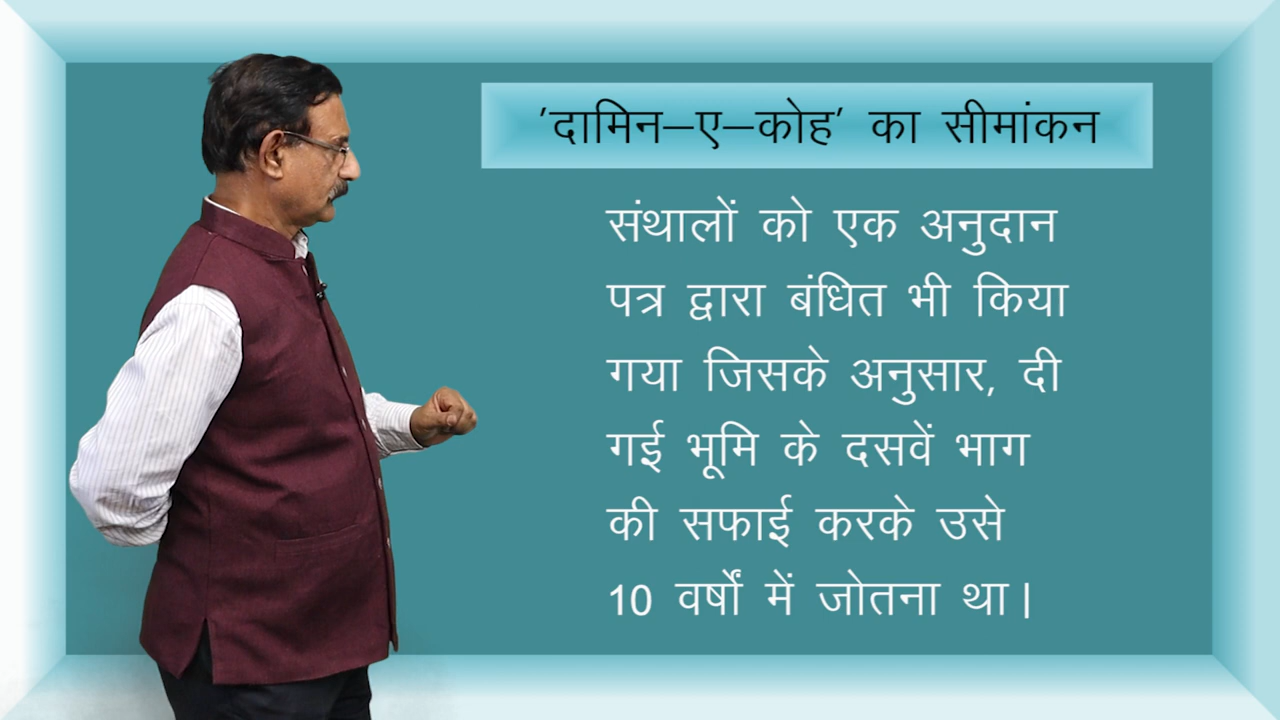 'दामिन–ए–कोह' का सीमांकन
संथालों को एक अनुदान
पत्र द्वारा बंधित भी किया
गया जिसके अनुसार, दी
गई भूमि के दसवें भाग
की सफाई करके उसे
10 वर्षों में जोतना था।